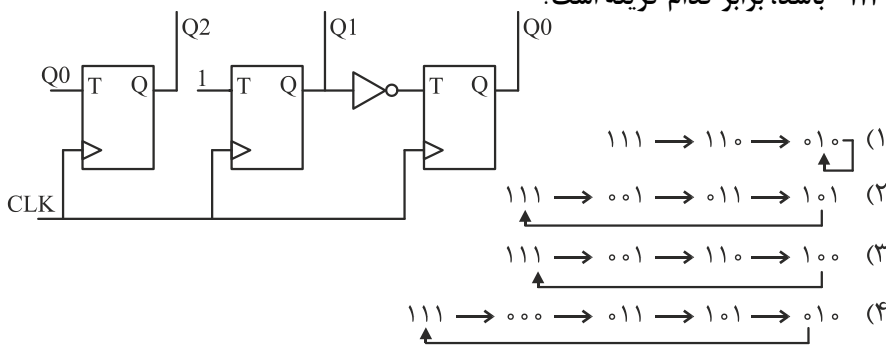 ۱۱۱ باشد، برابر کدام گزینه است؟
Q2 Q1 Q0
Q0 T Q 1 T Q T Q
CLK
۱) ۱۱۱ → ۱۱۰ → ۰۱۰
۲) ۱۱۱ → ۰۰۱ → ۰۱۱ → ۱۰۱
۳) ۱۱۱ → ۰۰۱ → ۱۱۰ → ۱۰۰
۴) ۱۱۱ → ۰۰۰ → ۰۱۱ → ۱۰۱ → ۰۱۰